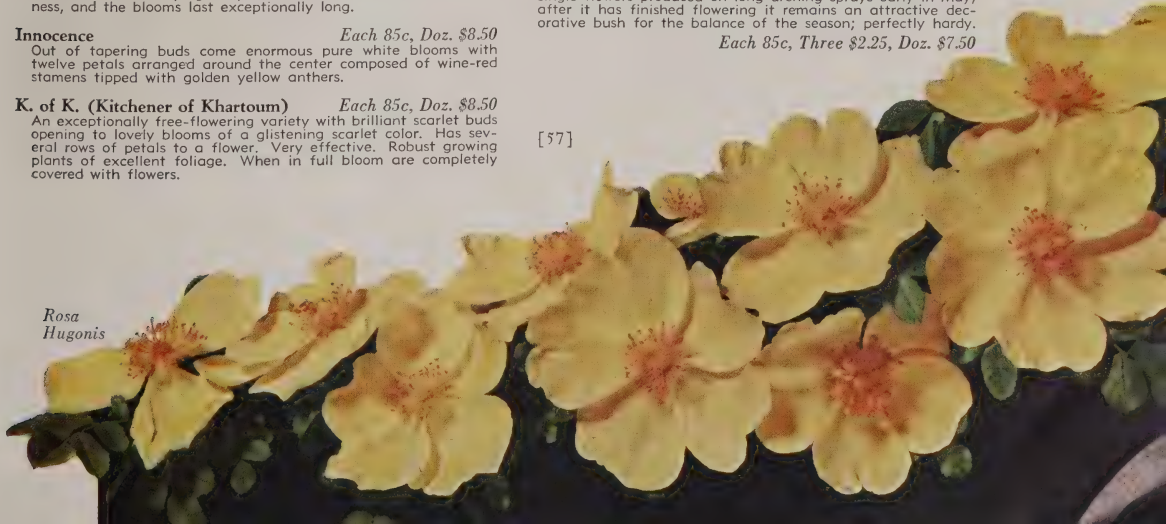 ness, and the blooms last exceptionally long.
Innocence Each 85c, Doz. $8.50
Out of tapering buds come enormous pure white blooms with
twelve petals arranged around the center composed of wine-red
stamens tipped with golden yellow anthers.
K. of K. (Kitchener of Khartoum) Each 85c, Doz. $8.50
An exceptionally free-flowering variety with brilliant scarlet buds
opening to lovely blooms of a glistening scarlet color. Has sev-
eral rows of petals to a flower. Very effective. Robust growing
plants of excellent foliage. When in full bloom are completely
covered with flowers.
after it has finished flowering it remains an attractive dec-
orative bush for the balance of the season; perfectly hardy.
Each 85c, Three $2.25, Doz. $7.50
[57]
Rosa
Hugonis